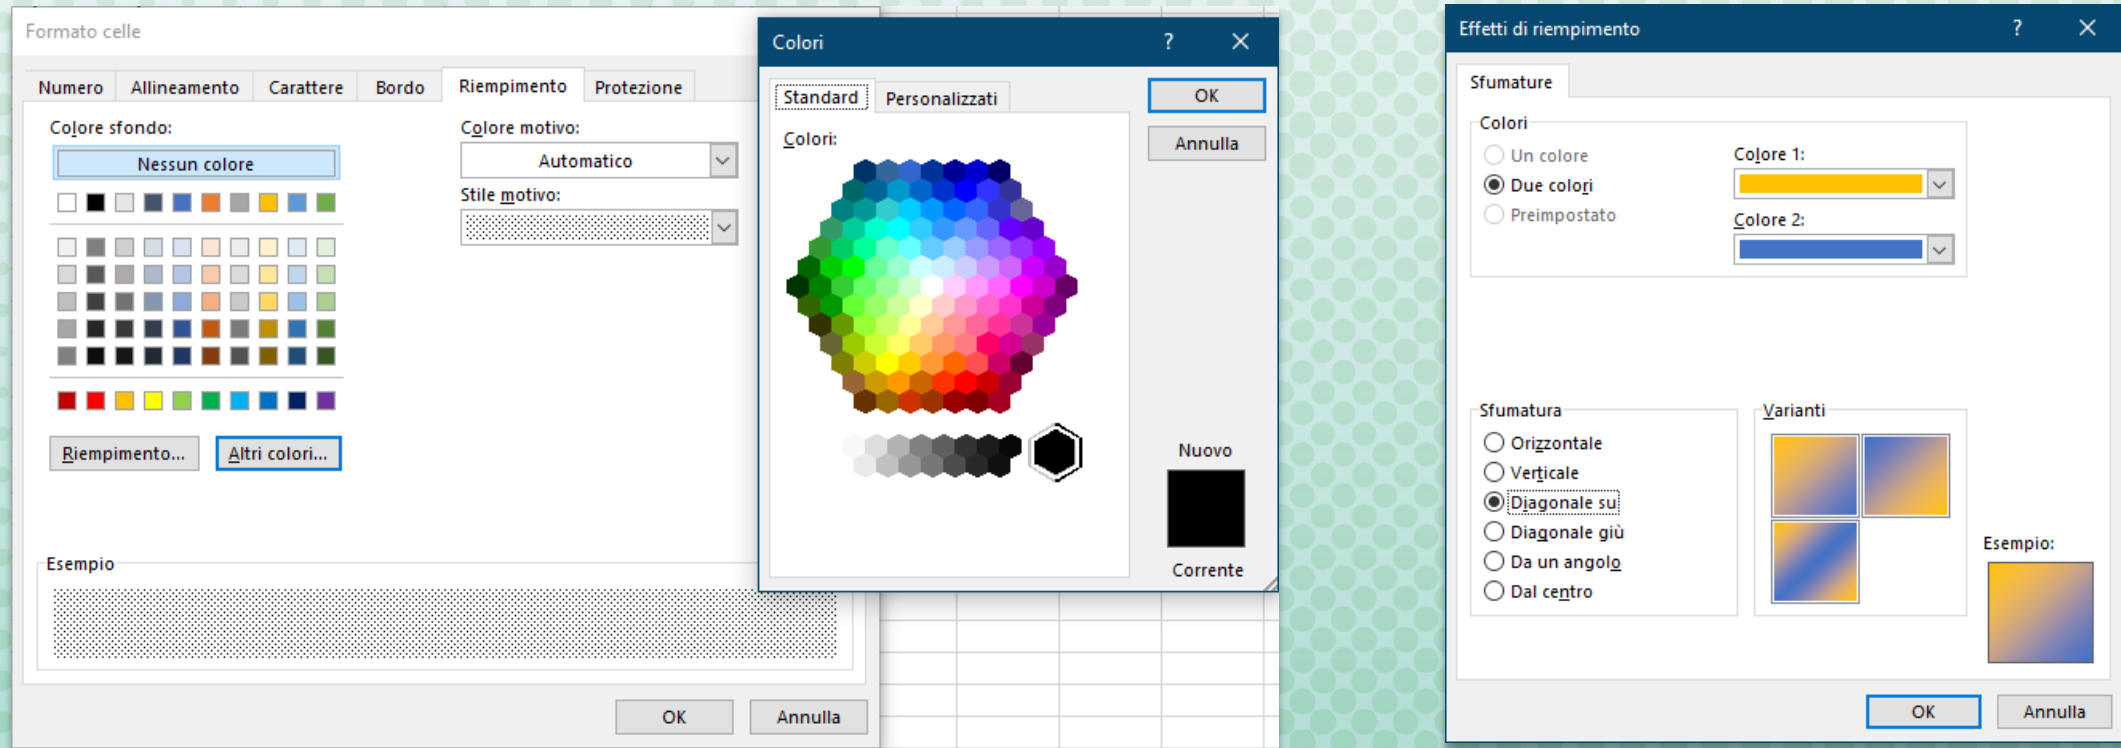 Formato celle
Numero Allineamento Carattere Bordo Riempimento Protezione
Colore sfondo:
Nessun colore
Riempimento... Altri colori...
Colore motivo:
Automatico
Stile motivo:
Esempio
OK Annulla
Colori ?
Standard Personalizzati
Colori:
OK
Annulla
Nuovo
Corrente
Effetti di riempimento ?
Sfumature
Colori
Un colore
Due colori
Preimpostato
Colore 1:
Colore 2:
Sfumatura
Orizzontale
Verticale
Diagonale su
Diagonale giù
Da un angolo
Dal centro
Varianti
Esempio:
OK Annulla